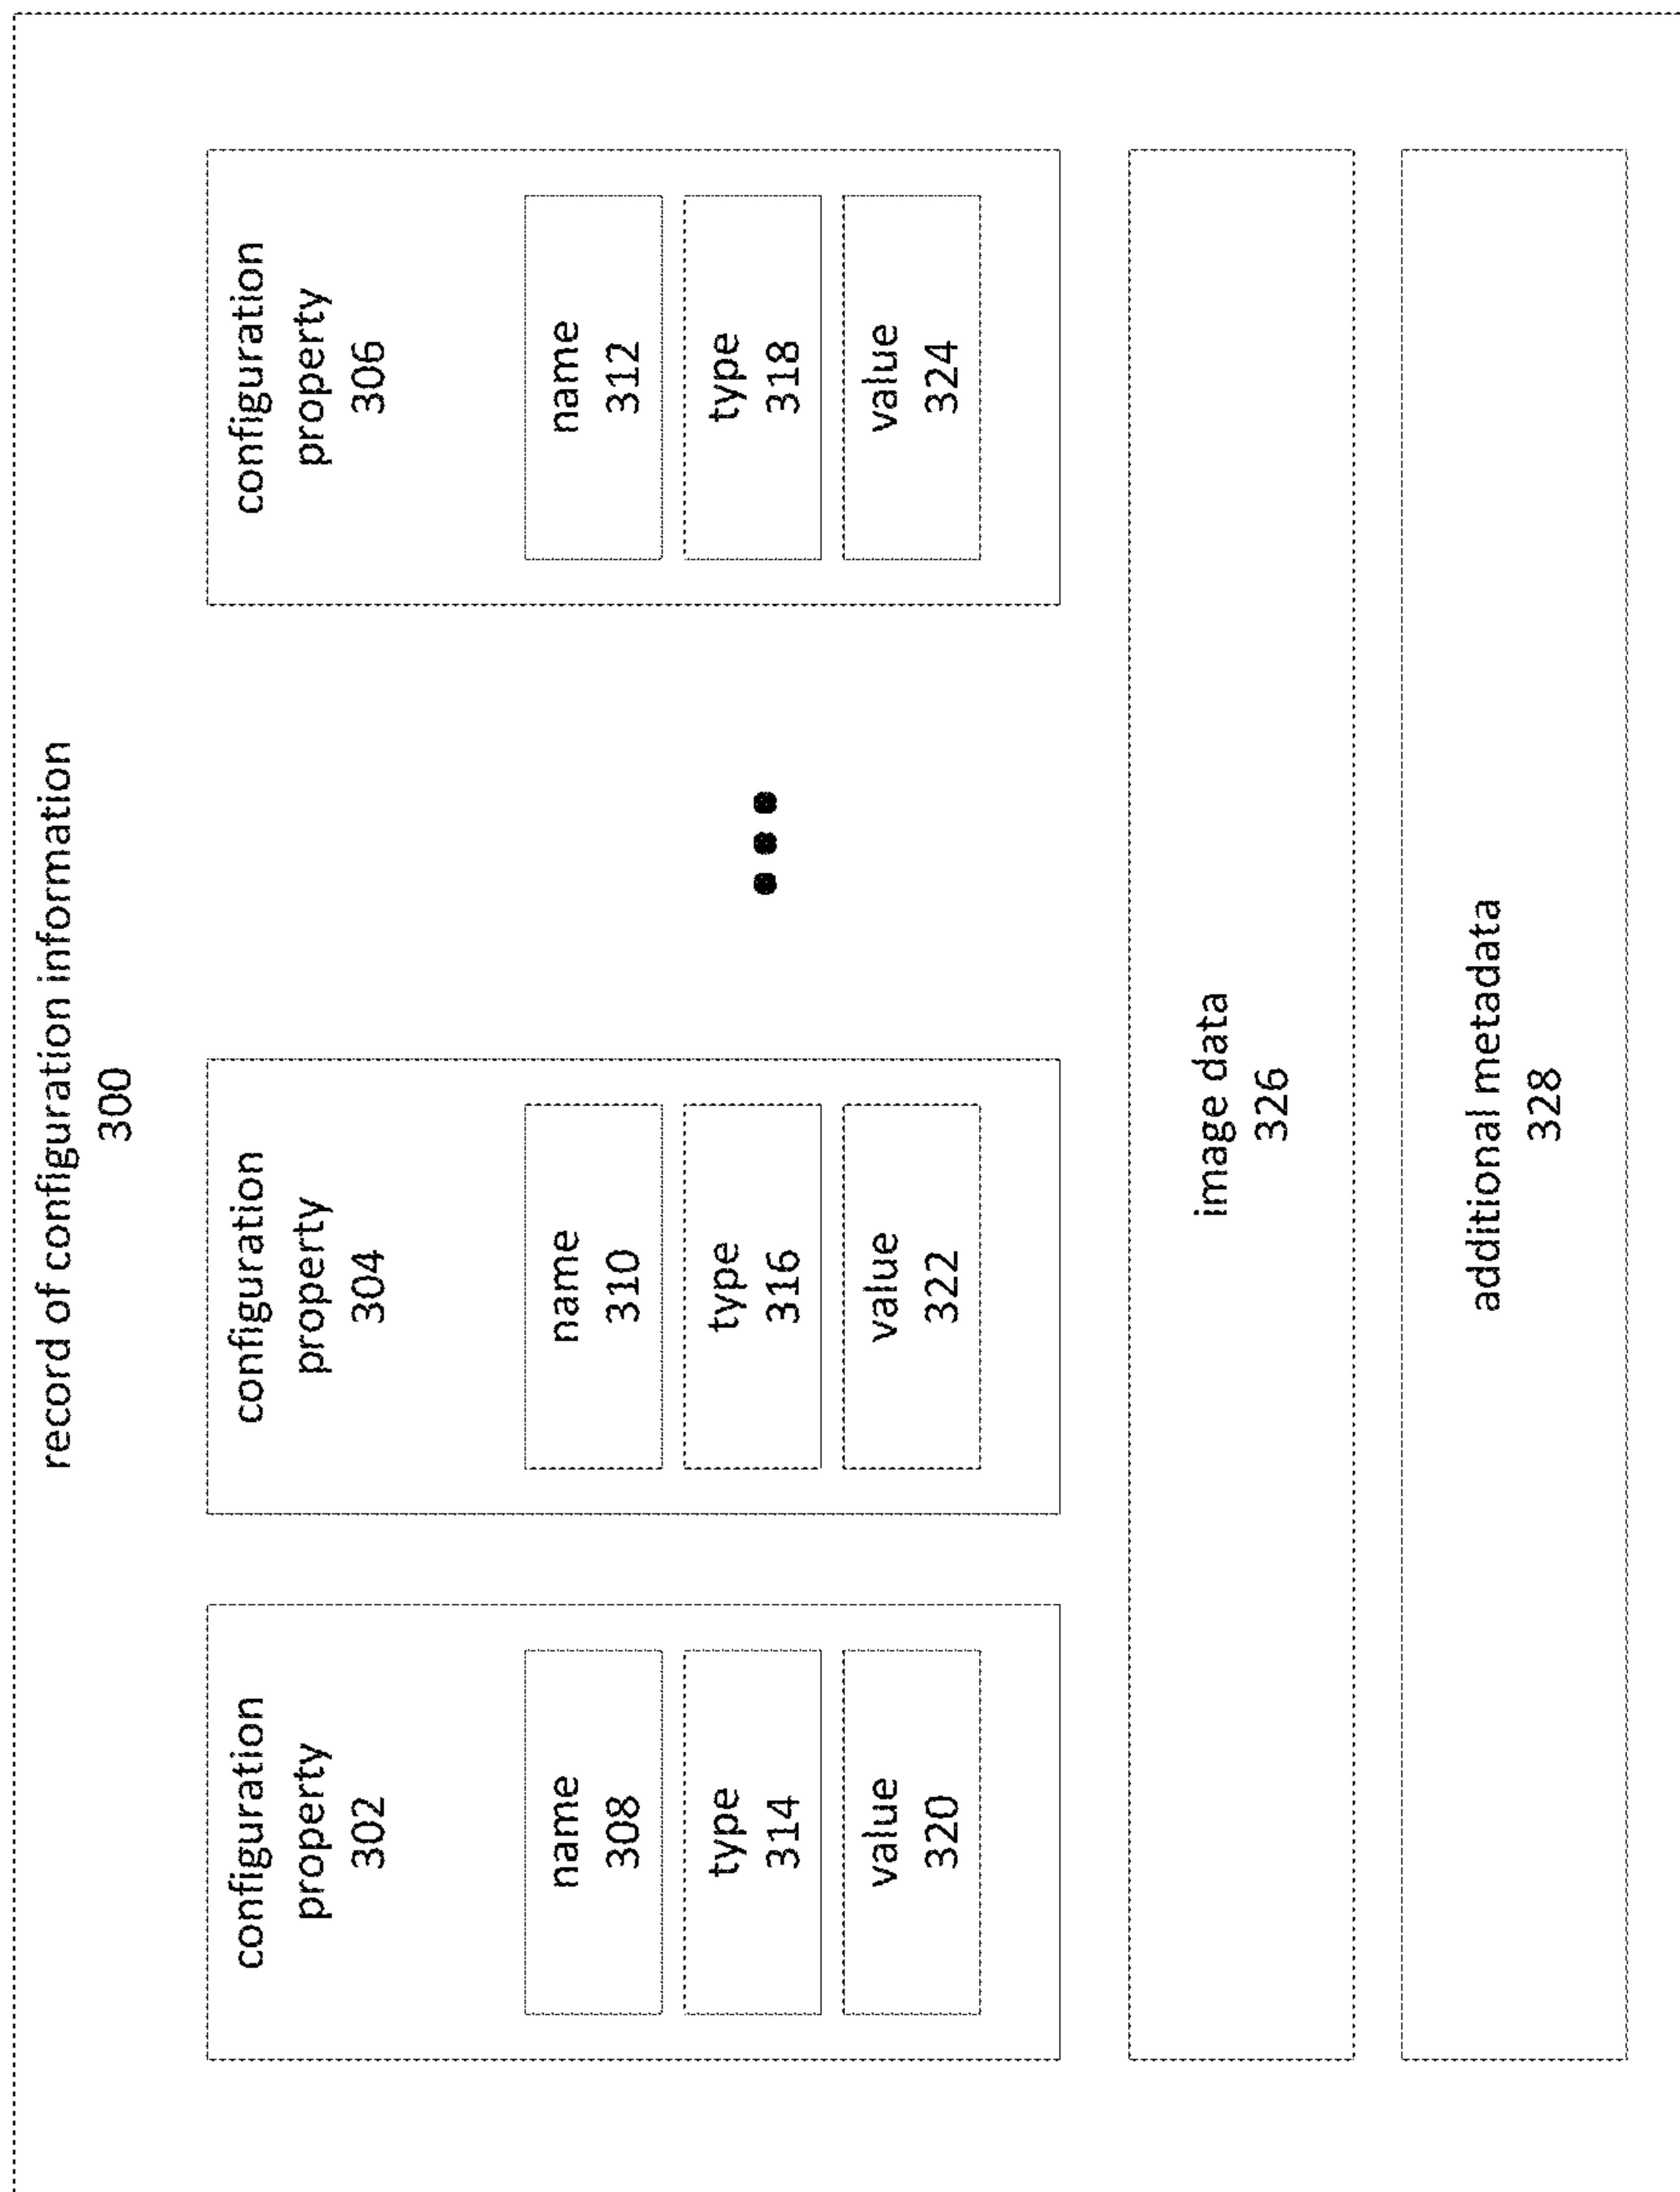 record of configuration information
300
configuration
property
302
name
308
type
314
value
320
configuration
property
304
name
310
type
316
value
322
configuration
property
306
name
312
type
318
value
324
image data
326
additional metadata
328